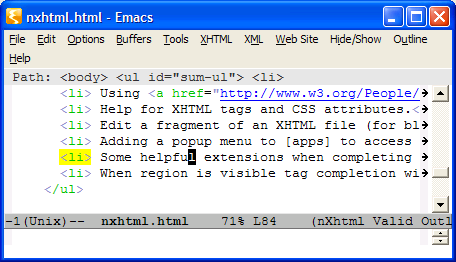 nxhtml.html - Emacs
File Edit Options Buffers Tools XHTML XML Web Site Hide/Show Outline
Help
Path: <body> <ul id="sum-ul"> <li>
<li> Using <a href="http://www.w3.org/People/
<li> Help for XHTML tags and CSS attributes.<
<li> Edit a fragment of an XHTML file (for bl
<li> Adding a popup menu to [apps] to access
<li> Some helpful extensions when completing
<li> When region is visible tag completion wi
</ul>
-1(Unix)-- nxhtml.html 71% L84 (nXhtml Valid Outl